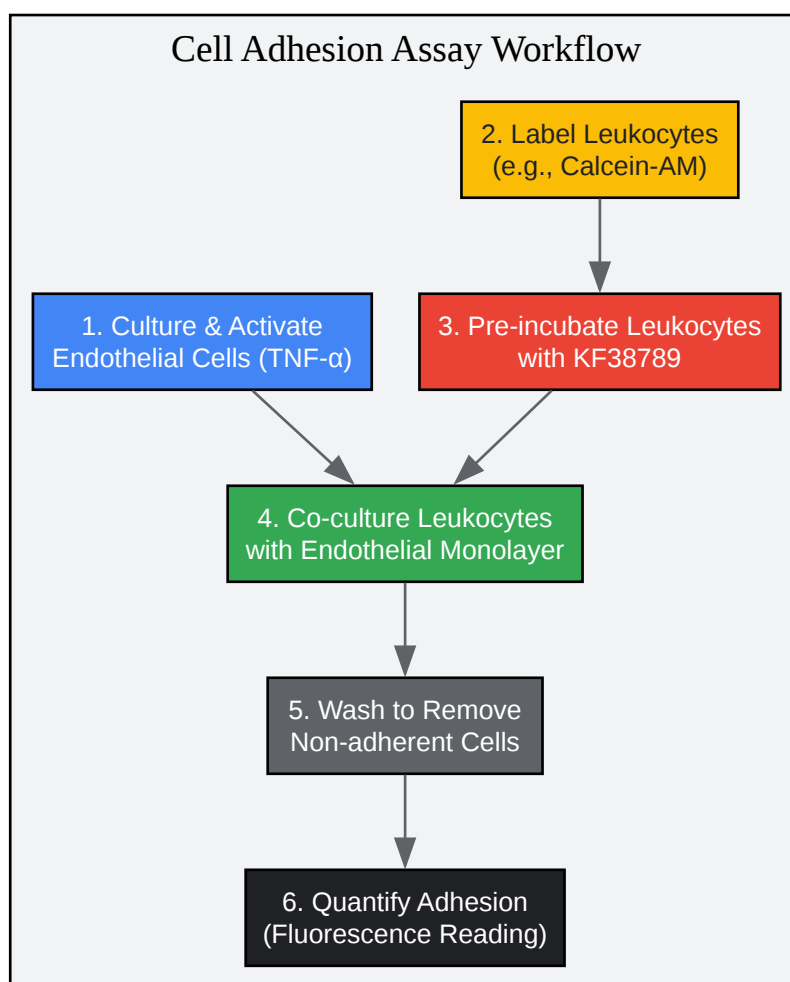 Cell Adhesion Assay Workflow
2. Label Leukocytes
(e.g., Calcein-AM)
1. Culture & Activate
Endothelial Cells (TNF-α)
3. Pre-incubate Leukocytes
with KF38789
4. Co-culture Leukocytes
with Endothelial Monolayer
5. Wash to Remove
Non-adherent Cells
6. Quantify Adhesion
(Fluorescence Reading)